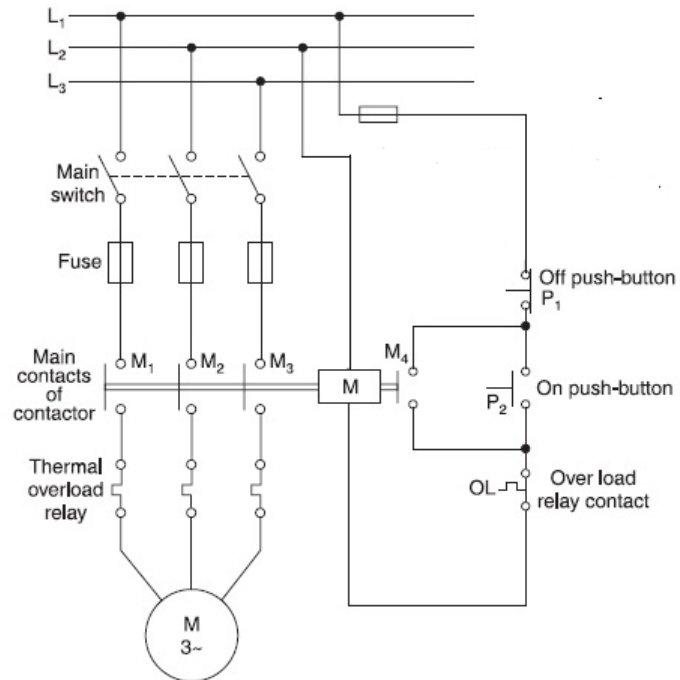 L₁
L₂
L₃
Main
switch
Fuse
Off push-button
P₁
Main
contacts
of
contactor
M₁
M₂
M₃
M
M₄
On push-button
P₂
Thermal
overload
relay
OL
Over load
relay contact
M
3~